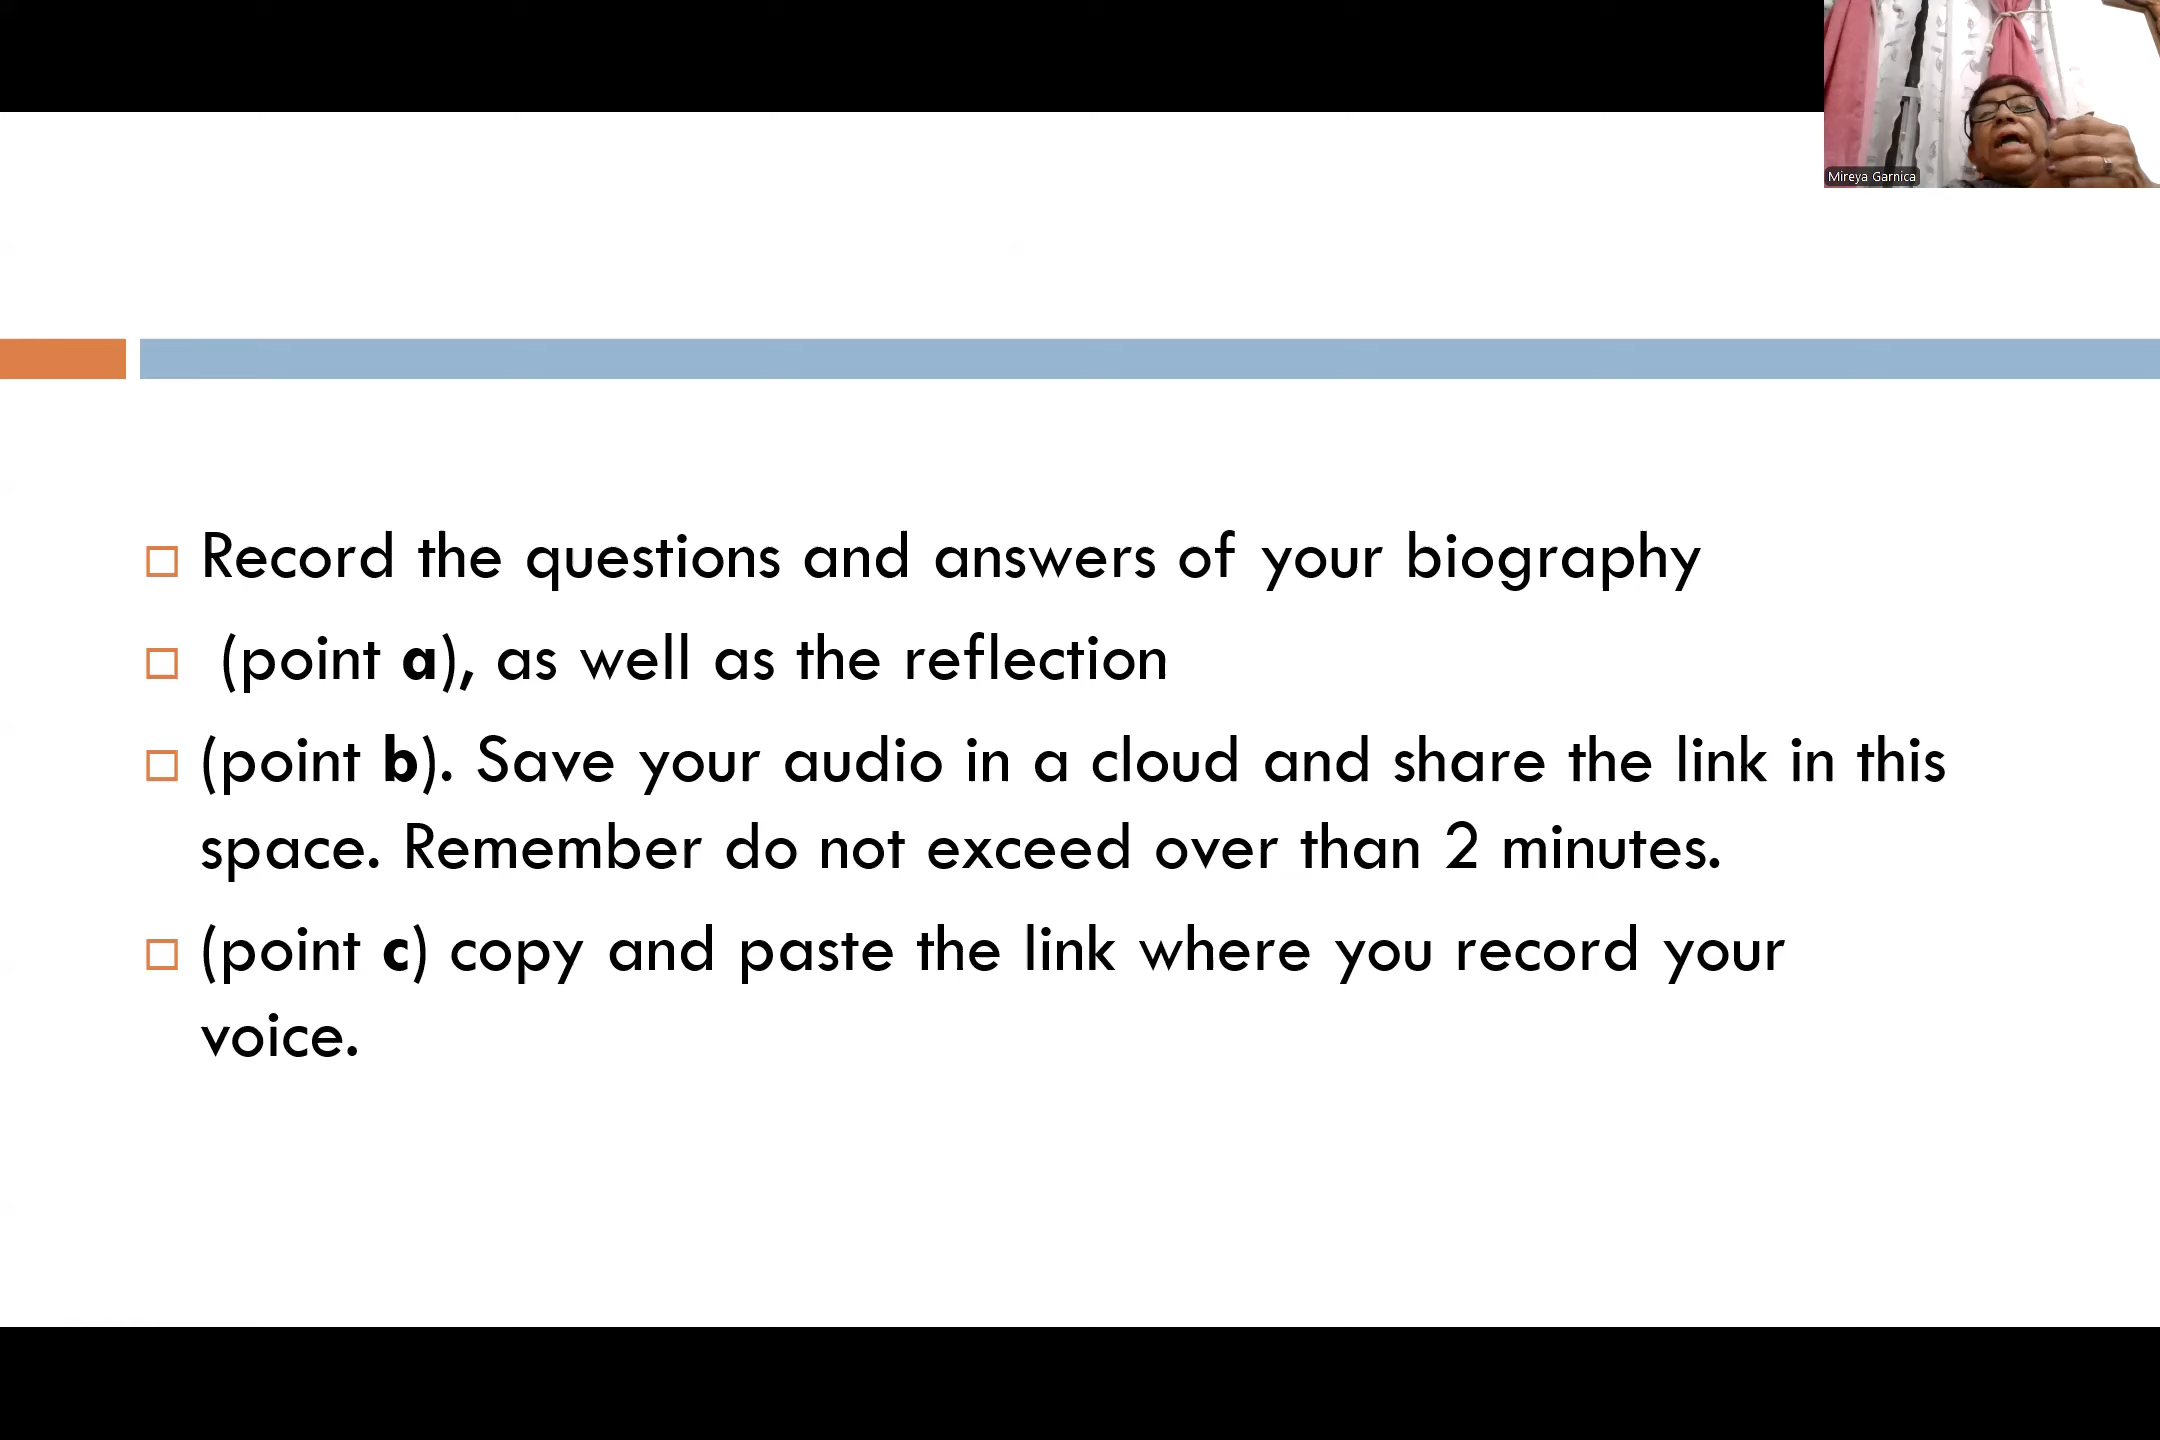 Mireya Garnica
Record the questions and answers of your biography
(point a), as well as the reflection
(point b). Save your audio in a cloud and share the link in this
space. Remember do not exceed over than 2 minutes.
(point c) copy and paste the link where you record your
voice.